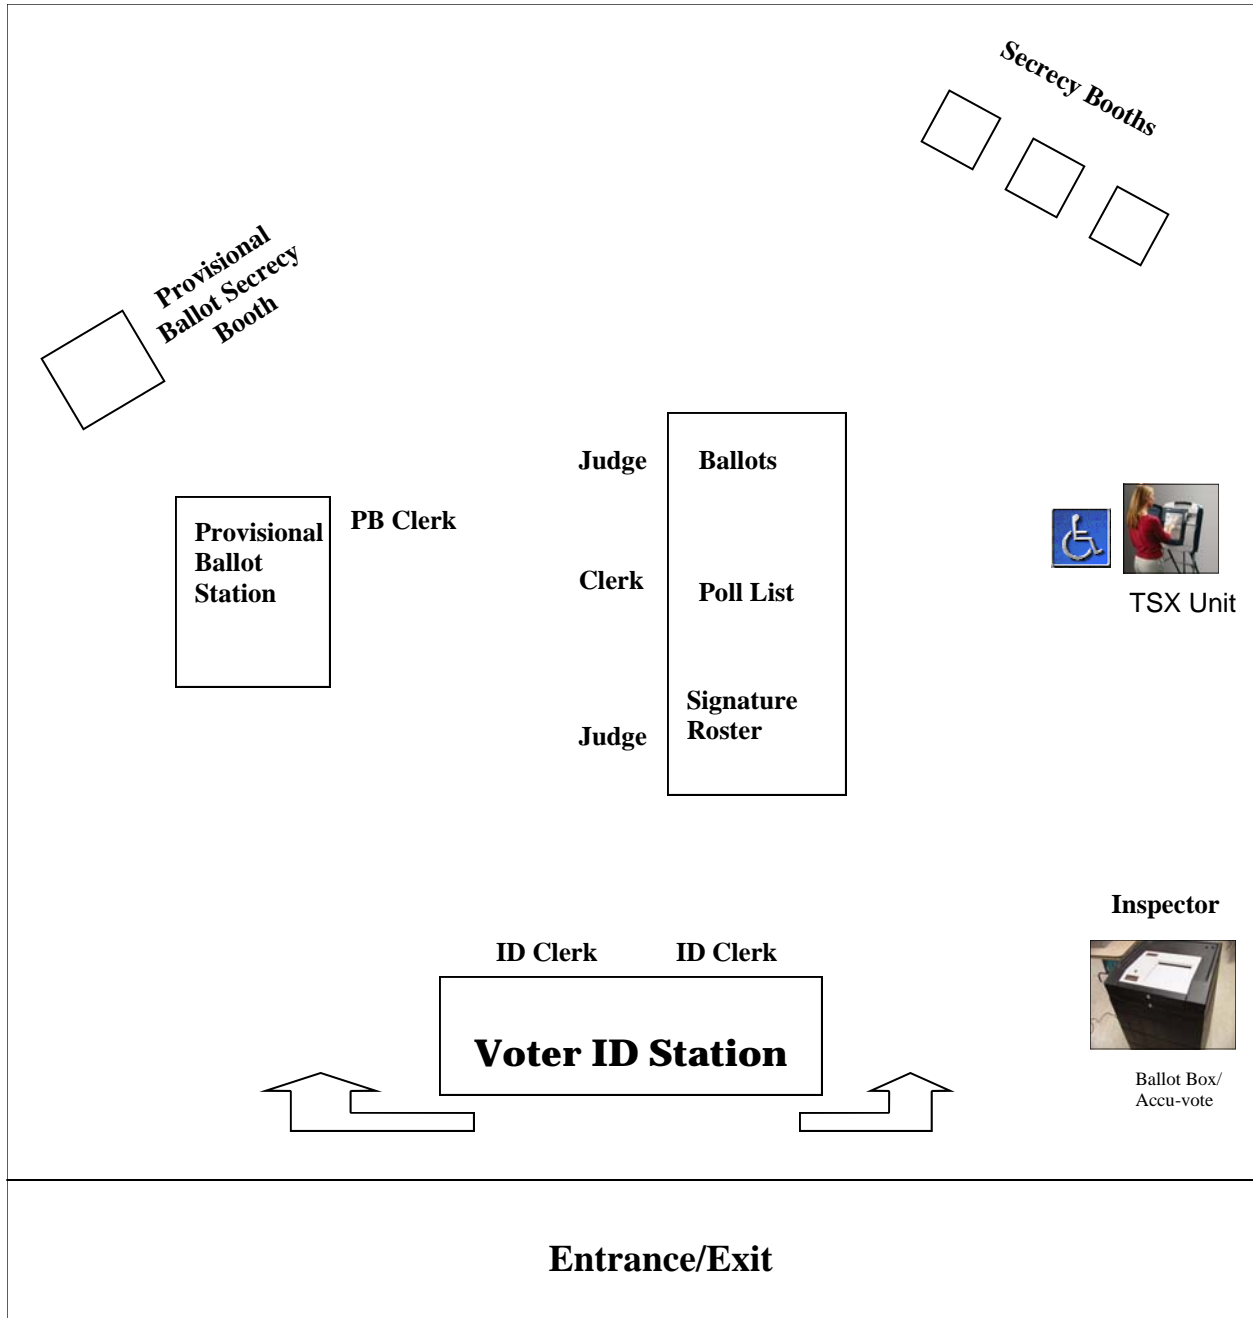 Secrecy Booths
Provisional
Ballot Secrecy
Booth
Judge
Ballots
PB Clerk
Provisional
Ballot
Station
Clerk
Poll List
TSX Unit
Signature
Roster
Judge
Inspector
ID Clerk
ID Clerk
Voter ID Station
Ballot Box/
Accu-vote
Entrance/Exit